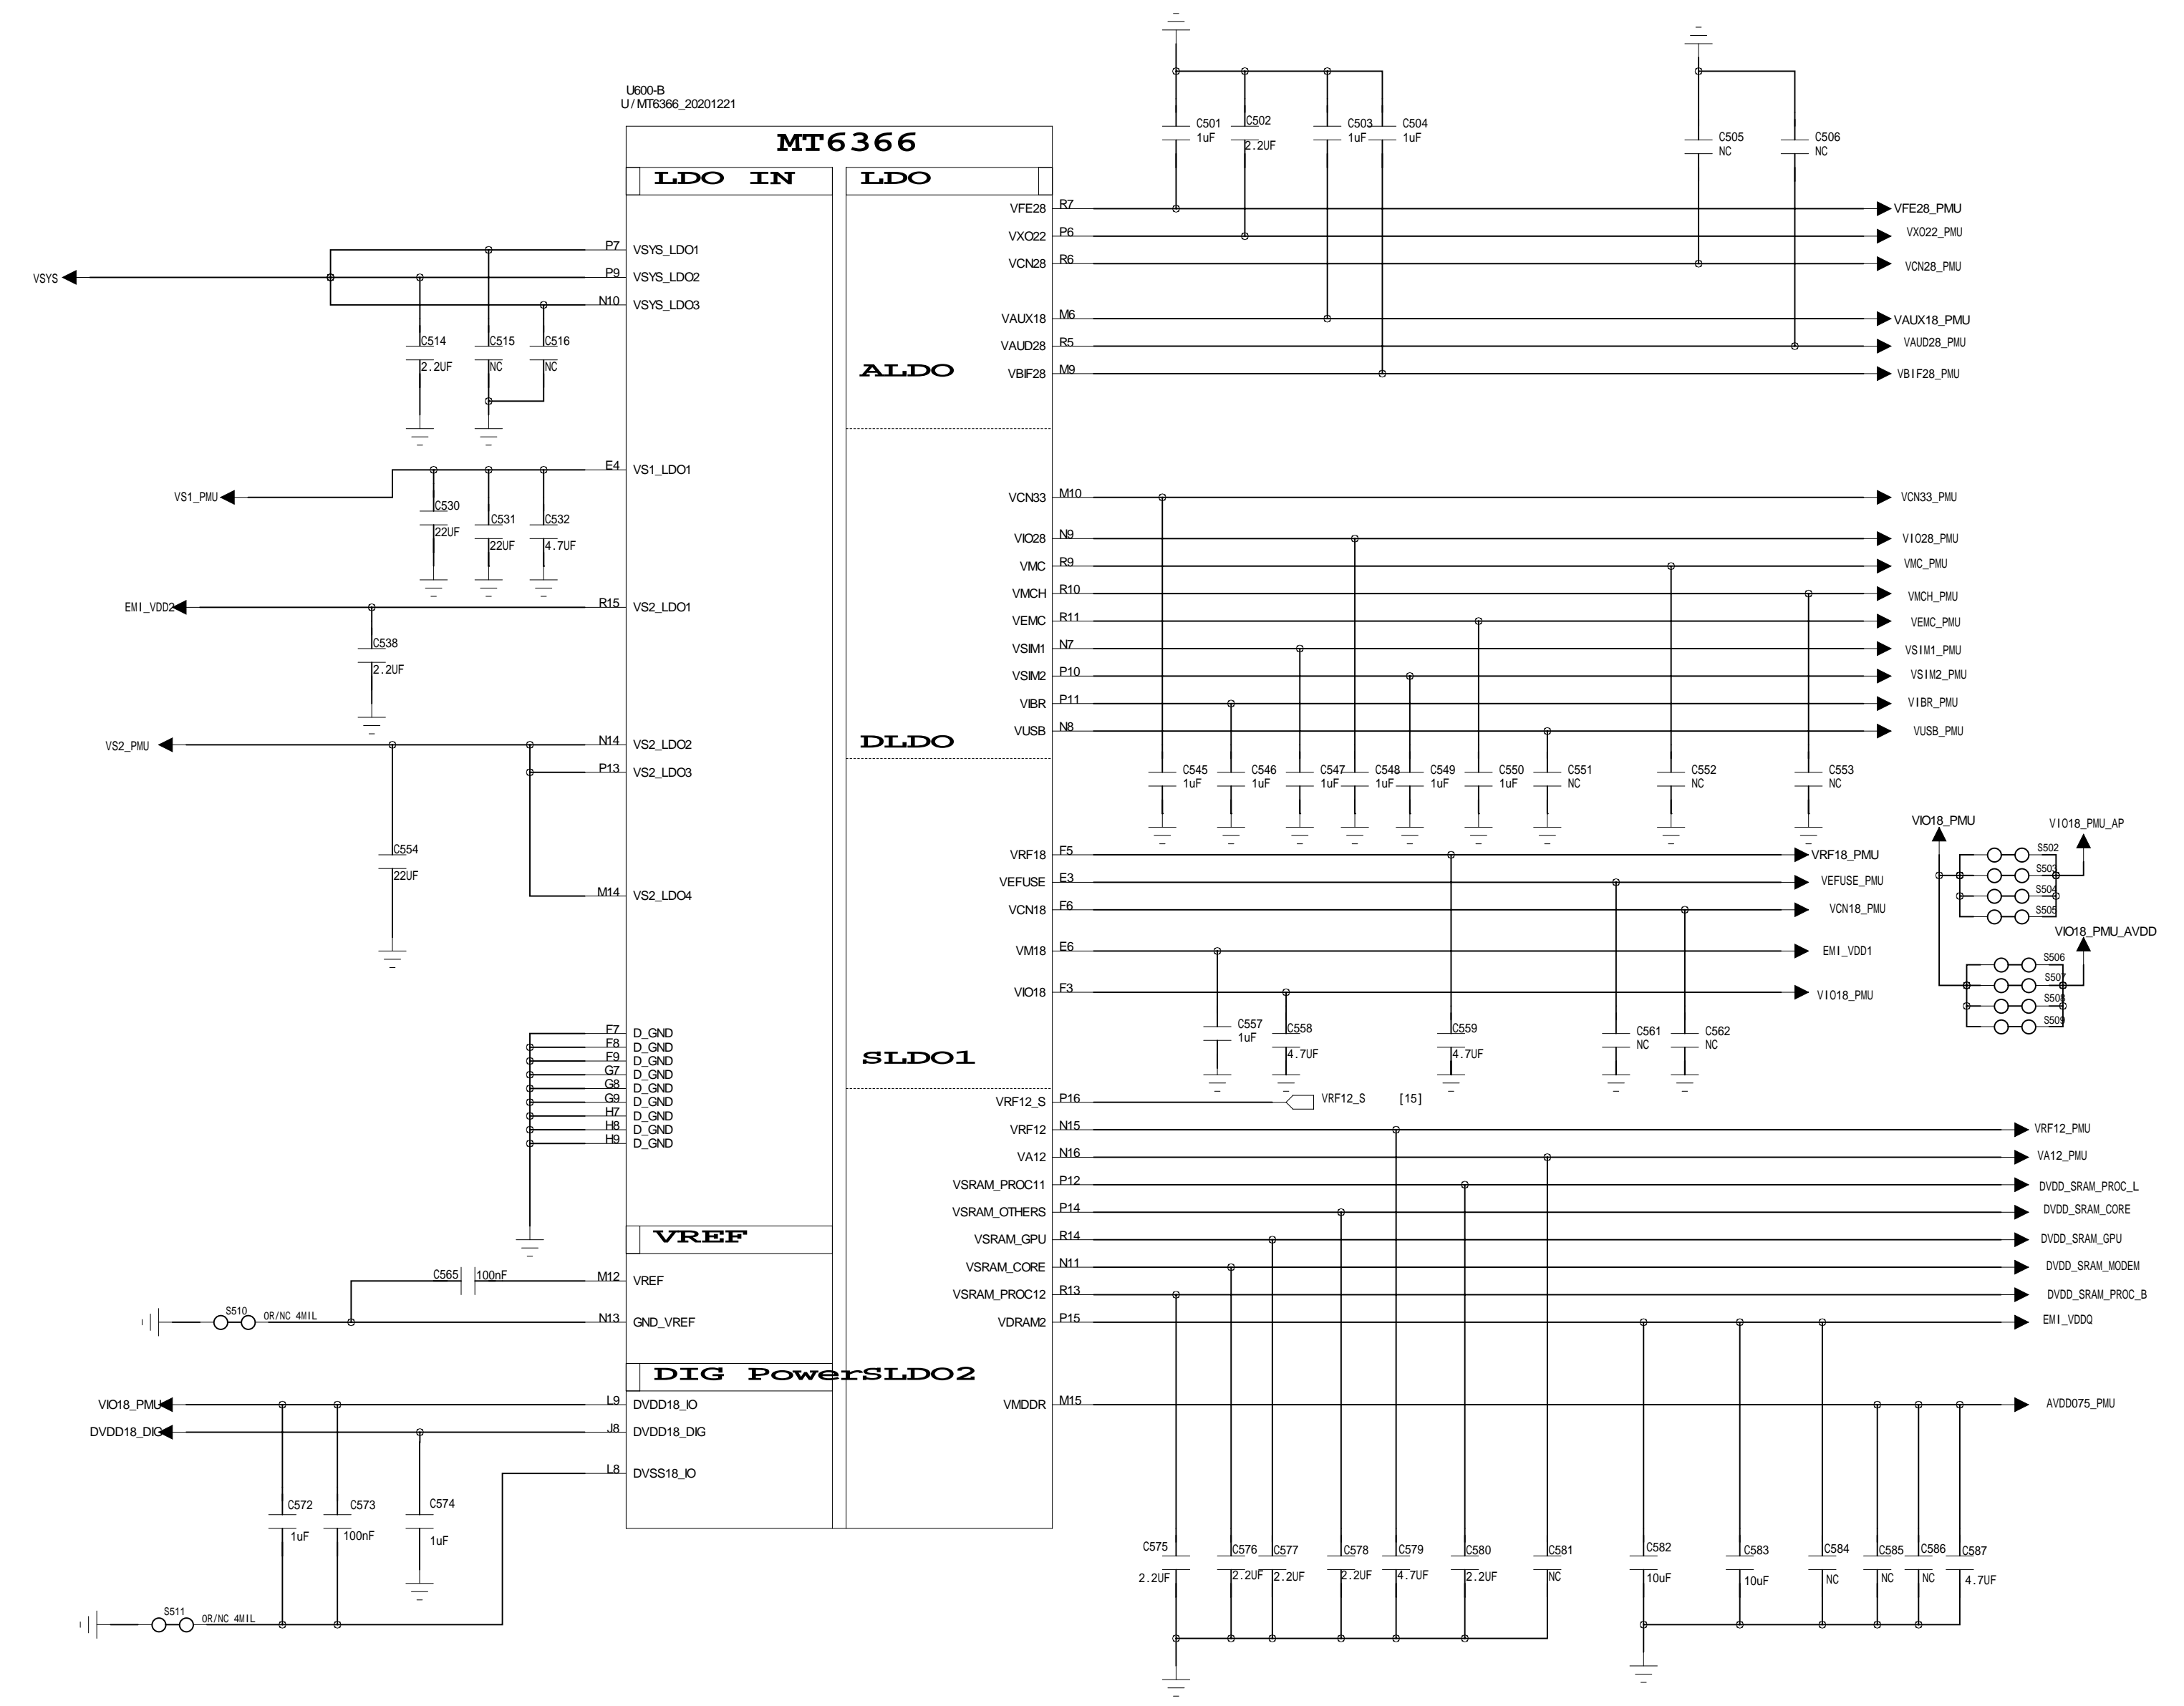 U600-B
U/MT6366_20201221
MT6366
LDO IN
LDO
C501
1uF
C502
2.2UF
C503
1uF
C504
1uF
C505
NC
C506
NC
VFE28 R7 VFE28_PMU
VXO22 P6 VXO22_PMU
VCN28 R6 VCN28_PMU
VAUX18 M6 VAUX18_PMU
VAUD28 R5 VAUD28_PMU
VBIF28 M9 VBIF28_PMU
ALDO
VSYS
P7 VSYS_LDO1
P9 VSYS_LDO2
N10 VSYS_LDO3
C514
2.2UF
C515
NC
C516
NC
E4 VS1_LDO1
VS1_PMU
C530
22UF
C531
22UF
C532
4.7UF
EMI_VDD2
R15 VS2_LDO1
C538
2.2UF
VS2_PMU
N14 VS2_LDO2
P13 VS2_LDO3
C554
22UF
M14 VS2_LDO4
VCN33 M10 VCN33_PMU
VIO28 N9 VIO28_PMU
VMC R9 VMC_PMU
VMCH R10 VMCH_PMU
VEMC R11 VEMC_PMU
VSIM1 N7 VSIM1_PMU
VSIM2 P10 VSIM2_PMU
VIBR P11 VIBR_PMU
VUSB N8 VUSB_PMU
DLDO
C545
1uF
C546
1uF
C547
1uF
C548
1uF
C549
1uF
C550
1uF
C551
NC
C552
NC
C553
NC
VIO18_PMU
VIO18_PMU_AP
S502
S503
S504
S505
VIO18_PMU_AVDD
S506
S507
S508
S509
VRF18 F5 VRF18_PMU
VEFUSE E3 VEFUSE_PMU
VCN18 F6 VCN18_PMU
VM18 E6 EMI_VDD1
VIO18 F3 VIO18_PMU
C557
1uF
C558
4.7UF
C559
4.7UF
C561
NC
C562
NC
SLDO1
F7 D_GND
F8 D_GND
F9 D_GND
G7 D_GND
G8 D_GND
G9 D_GND
H7 D_GND
H8 D_GND
H9 D_GND
VRF12_S P16 VRF12_S [15]
VRF12 N15 VRF12_PMU
VA12 N16 VA12_PMU
VSRAM_PROC11 P12 DVDD_SRAM_PROC_L
VSRAM_OTHERS P14 DVDD_SRAM_CORE
VSRAM_GPU R14 DVDD_SRAM_GPU
VSRAM_CORE N11 DVDD_SRAM_MODEM
VSRAM_PROC12 R13 DVDD_SRAM_PROC_B
VDRAM2 P15 EMI_VDDQ
VMDDR M15 AVDD075_PMU
VREF
C565 100nF M12 VREF
S510 0R/NC 4MIL N13 GND_VREF
DIG Power
SLDO2
VIO18_PMU L9 DVDD18_IO
DVDD18_DIG J8 DVDD18_DIG
L8 DVSS18_IO
C572
1uF
C573
100nF
C574
1uF
S511 0R/NC 4MIL
C575
2.2UF
C576
2.2UF
C577
2.2UF
C578
2.2UF
C579
4.7UF
C580
2.2UF
C581
NC
C582
10uF
C583
10uF
C584
NC
C585
NC
C586
NC
C587
4.7UF